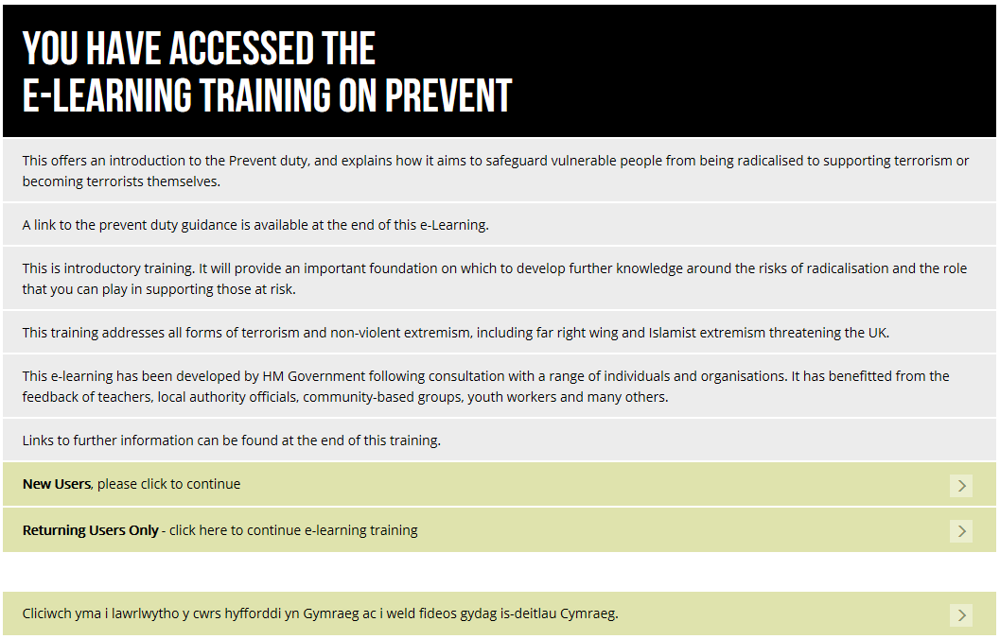 YOU HAVE ACCESSED THE
E-LEARNING TRAINING ON PREVENT
This offers an introduction to the Prevent duty, and explains how it aims to safeguard vulnerable people from being radicalised to supporting terrorism or
becoming terrorists themselves.
A link to the prevent duty guidance is available at the end of this e-Learning.
This is introductory training. It will provide an important foundation on which to develop further knowledge around the risks of radicalisation and the role
that you can play in supporting those at risk.
This training addresses all forms of terrorism and non-violent extremism, including far right wing and Islamist extremism threatening the UK.
This e-learning has been developed by HM Government following consultation with a range of individuals and organisations. It has benefitted from the
feedback of teachers, local authority officials, community-based groups, youth workers and many others.
Links to further information can be found at the end of this training.
New Users, please click to continue
Returning Users Only - click here to continue e-learning training
Cliciwch yma i lawrlwytho y cwrs hyfforddi yn Gymraeg ac i weld fideos gydag is-deitlau Cymraeg.